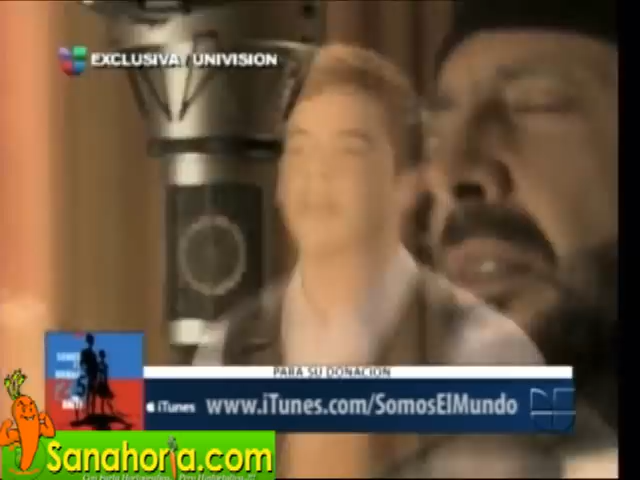 EXCLUSIVA / UNIVISION
PARA SU DONACION
iTunes
www.iTunes.com/SomosElMundo
Sanahoria.com